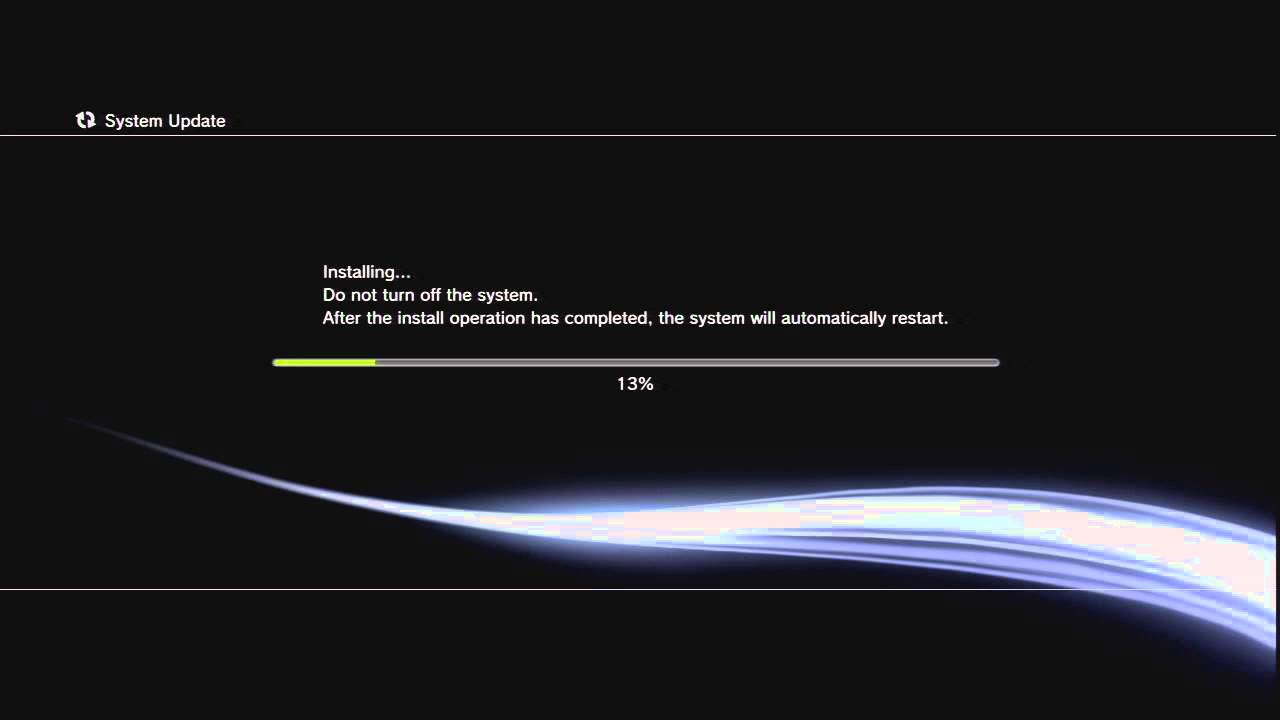 System Update
Installing...
Do not turn off the system.
After the install operation has completed, the system will automatically restart.
13%